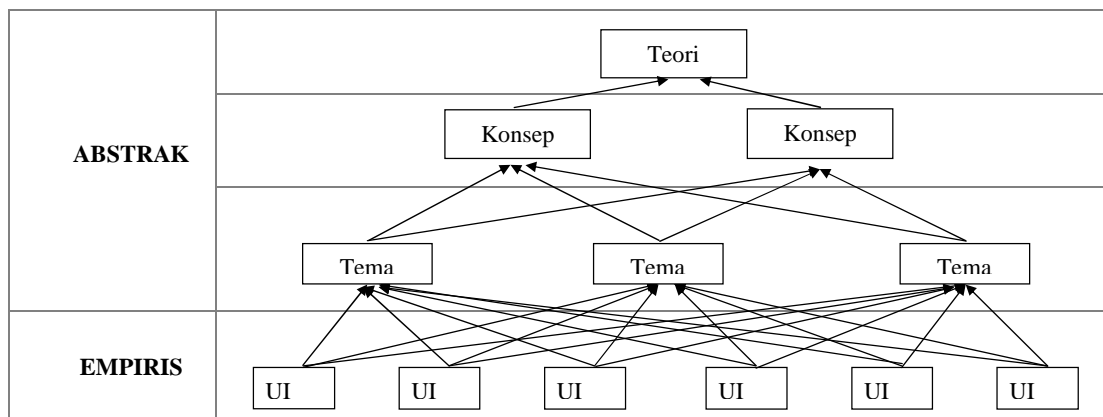 Teori
Konsep Konsep
ABSTRAK
Tema Tema Tema
EMPIRIS
UI UI UI UI UI UI